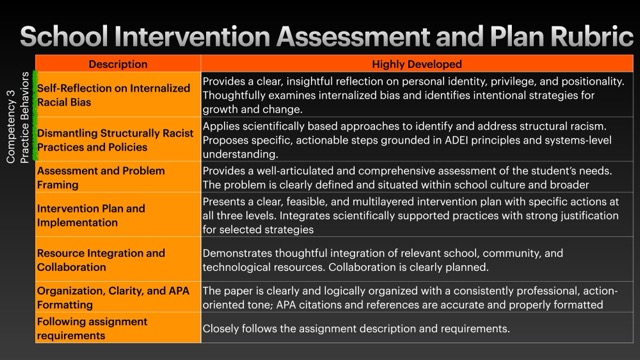 School Intervention Assessment and Plan Rubric
Description
Highly Developed
Competency 3
Practice Behaviors
Self-Reflection on Internalized
Racial Bias
Provides a clear, insightful reflection on personal identity, privilege, and positionality.
Thoughtfully examines internalized bias and identifies intentional strategies for
growth and change.
Dismantling Structurally Racist
Practices and Policies
Applies scientifically based approaches to identify and address structural racism.
Proposes specific, actionable steps grounded in ADEI principles and systems-level
understanding.
Assessment and Problem
Framing
Provides a well-articulated and comprehensive assessment of the student's needs.
The problem is clearly defined and situated within school culture and broader
Intervention Plan and
Implementation
Presents a clear, feasible, and multilayered intervention plan with specific actions at
all three levels. Integrates scientifically supported practices with strong justification
for selected strategies
Resource Integration and
Collaboration
Demonstrates thoughtful integration of relevant school, community, and
technological resources. Collaboration is clearly planned.
Organization, Clarity, and APA
Formatting
The paper is clearly and logically organized with a consistently professional, action-
oriented tone; APA citations and references are accurate and properly formatted
Following assignment
requirements
Closely follows the assignment description and requirements.